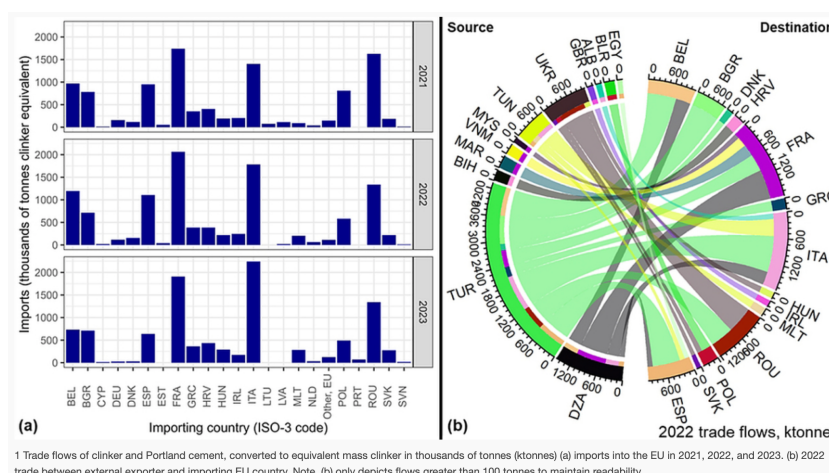 Source
Destination
Imports (thousands of tonnes clinker equivalent)
2000
1500
1000
500
0
2021
2000
1500
1000
500
0
2022
2000
1500
1000
500
0
2023
BEL BGR CYP DEU DNK ESP EST FRA GRC HRV HUN IRL ITA LTU LVA MLT NLD Other, EU POL PRT ROU SVK SVN
(a)
Importing country (ISO-3 code)
EGY
BLR
ALB
GBR
UKR
TUN
MYS
VNM
MAR
BIH
TUR
DZA
BEL
BGR
DNK
HRV
FRA
GRC
ITA
HUN
IRL
MLT
ROU
POL
SVK
ESP
(b)
2022 trade flows, ktonne
1 Trade flows of clinker and Portland cement, converted to equivalent mass clinker in thousands of tonnes (ktonnes) (a) imports into the EU in 2021, 2022, and 2023. (b) 2022
trade between external exporter and importing EU country. Note, (b) only depicts flows greater than 100 tonnes to maintain readability.